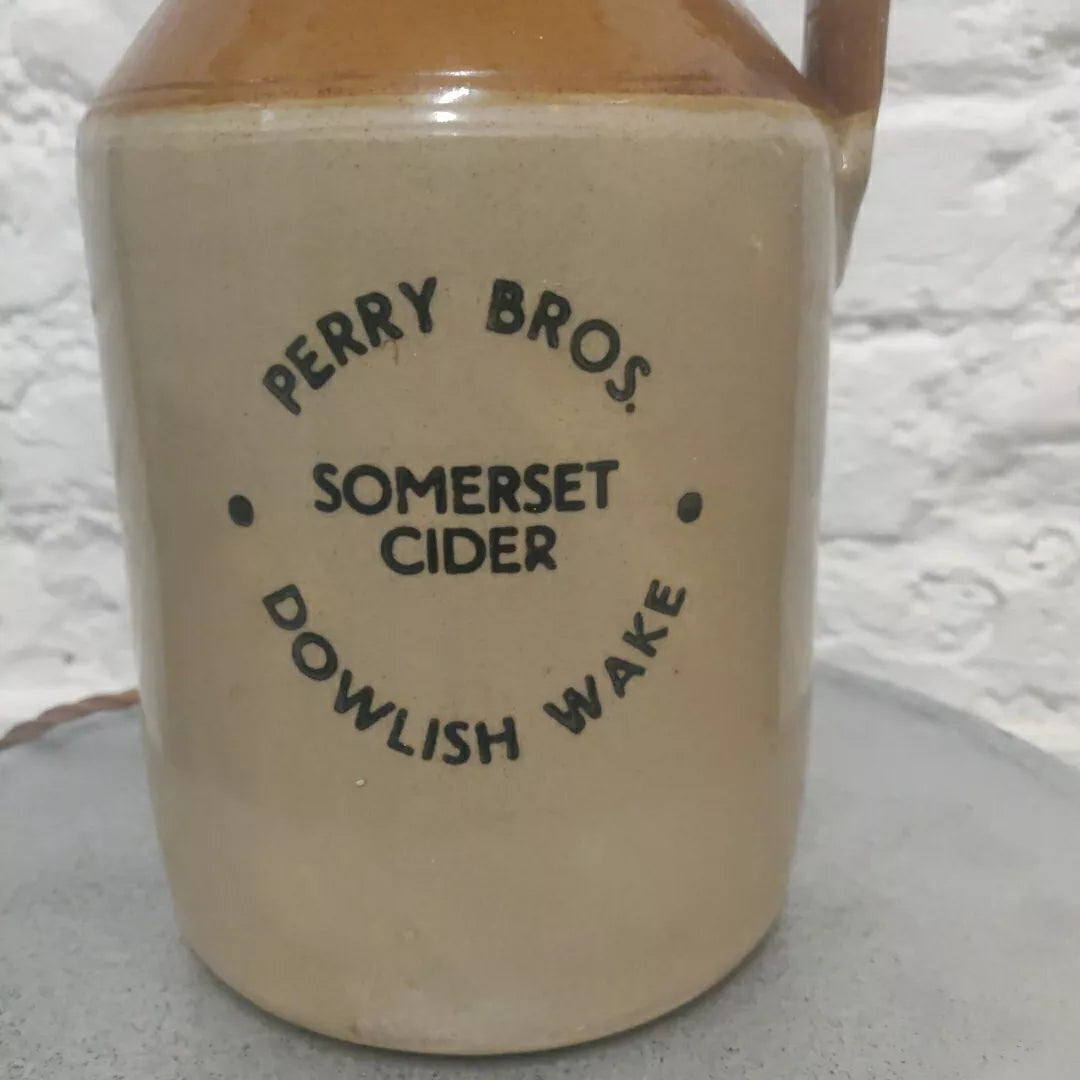 PERRY BROS.
SOMERSET
CIDER
DOWLISH WAKE